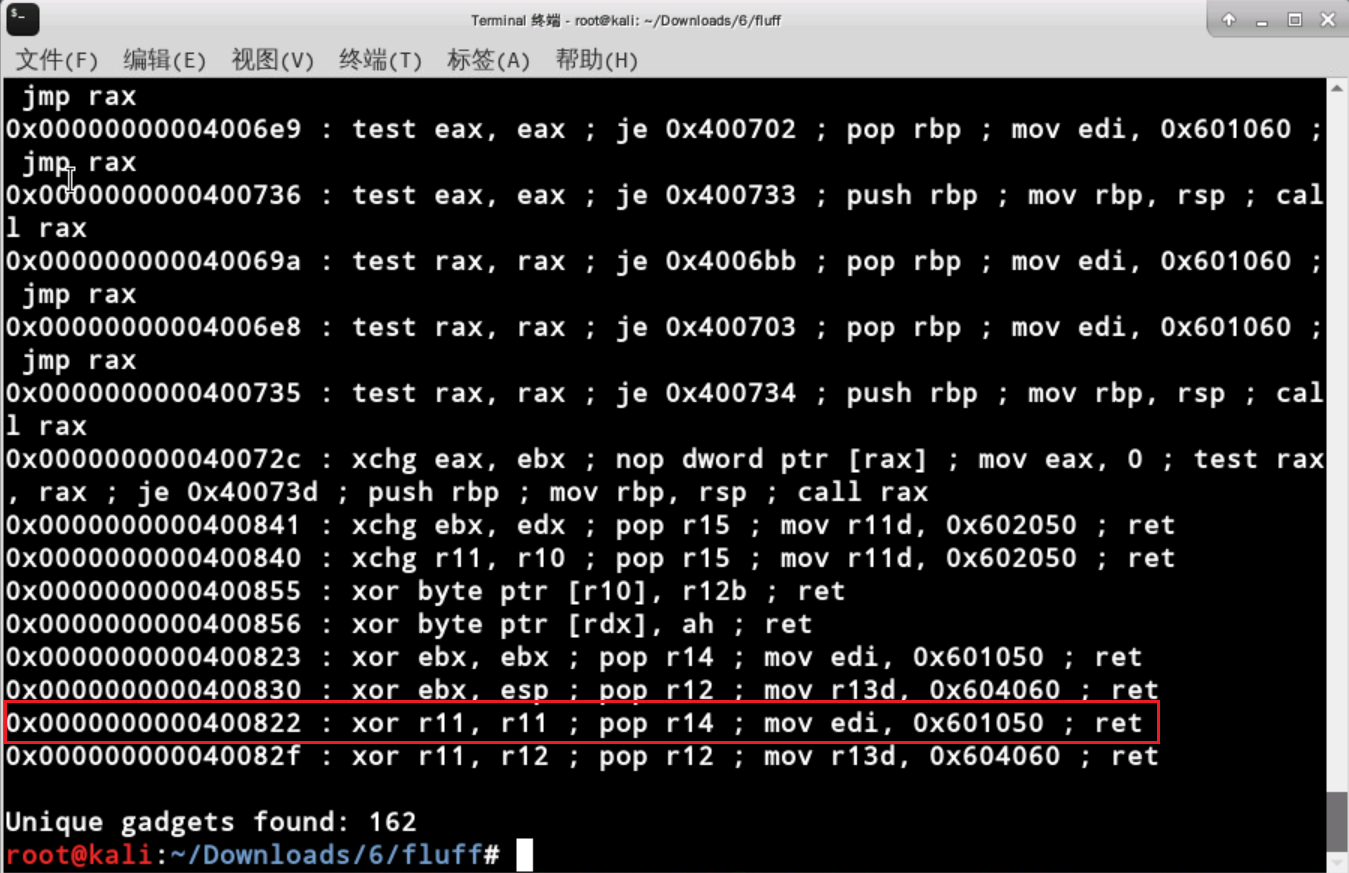 Terminal 终端 - root@kali: ~/Downloads/6/fluff
文件(F) 编辑(E) 视图(V) 终端(T) 标签(A) 帮助(H)
 jmp rax
0x00000000004006e9 : test eax, eax ; je 0x400702 ; pop rbp ; mov edi, 0x601060 ;
 jmp rax
0x0000000000400736 : test eax, eax ; je 0x400733 ; push rbp ; mov rbp, rsp ; cal
l rax
0x000000000040069a : test rax, rax ; je 0x4006bb ; pop rbp ; mov edi, 0x601060 ;
 jmp rax
0x00000000004006e8 : test rax, rax ; je 0x400703 ; pop rbp ; mov edi, 0x601060 ;
 jmp rax
0x0000000000400735 : test rax, rax ; je 0x400734 ; push rbp ; mov rbp, rsp ; cal
l rax
0x000000000040072c : xchg eax, ebx ; nop dword ptr [rax] ; mov eax, 0 ; test rax
, rax ; je 0x40073d ; push rbp ; mov rbp, rsp ; call rax
0x0000000000400841 : xchg ebx, edx ; pop r15 ; mov r11d, 0x602050 ; ret
0x0000000000400840 : xchg r11, r10 ; pop r15 ; mov r11d, 0x602050 ; ret
0x0000000000400855 : xor byte ptr [r10], r12b ; ret
0x0000000000400856 : xor byte ptr [rdx], ah ; ret
0x0000000000400823 : xor ebx, ebx ; pop r14 ; mov edi, 0x601050 ; ret
0x0000000000400830 : xor ebx, esp ; pop r12 ; mov r13d, 0x604060 ; ret
0x0000000000400822 : xor r11, r11 ; pop r14 ; mov edi, 0x601050 ; ret
0x000000000040082f : xor r11, r12 ; pop r12 ; mov r13d, 0x604060 ; ret
Unique gadgets found: 162
root@kali:~/Downloads/6/fluff#